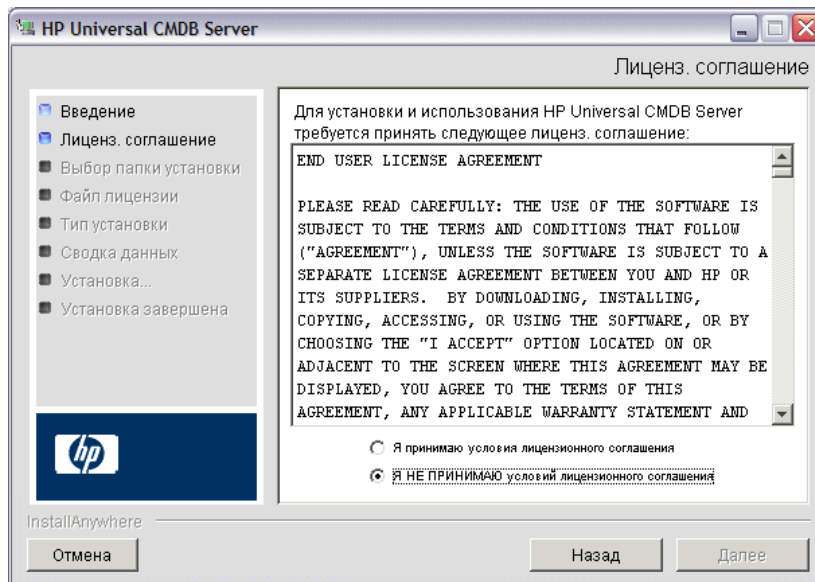 HP Universal CMDB Server
Лиценз. соглашение
Введение
Лиценз. соглашение
Выбор папки установки
Файл лицензии
Тип установки
Сводка данных
Установка...
Установка завершена
hp
Для установки и использования HP Universal CMDB Server
требуется принять следующее лиценз. соглашение:
END USER LICENSE AGREEMENT
PLEASE READ CAREFULLY: THE USE OF THE SOFTWARE IS
SUBJECT TO THE TERMS AND CONDITIONS THAT FOLLOW
("AGREEMENT"), UNLESS THE SOFTWARE IS SUBJECT TO A
SEPARATE LICENSE AGREEMENT BETWEEN YOU AND HP OR
ITS SUPPLIERS.  BY DOWNLOADING, INSTALLING,
COPYING, ACCESSING, OR USING THE SOFTWARE, OR BY
CHOOSING THE "I ACCEPT" OPTION LOCATED ON OR
ADJACENT TO THE SCREEN WHERE THIS AGREEMENT MAY BE
DISPLAYED, YOU AGREE TO THE TERMS OF THIS
AGREEMENT, ANY APPLICABLE WARRANTY STATEMENT AND
Я принимаю условия лицензионного соглашения
Я НЕ ПРИНИМАЮ условий лицензионного соглашения
InstallAnywhere
Отмена
Назад
Далее